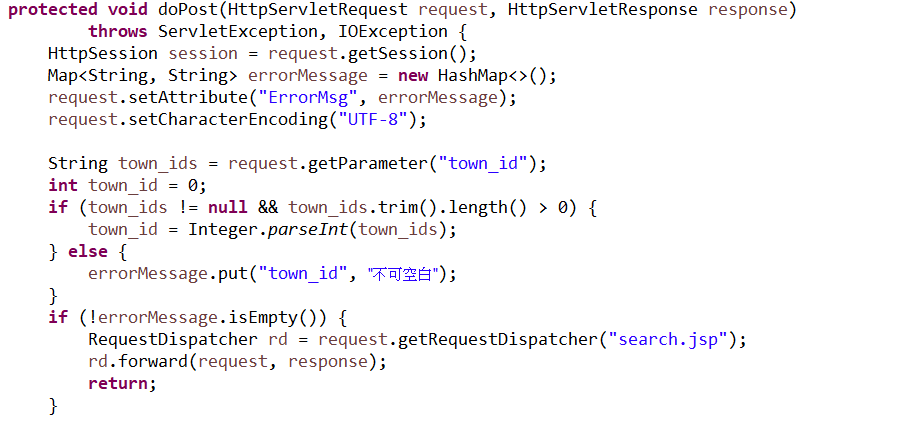 protected void doPost(HttpServletRequest request, HttpServletResponse response)
        throws ServletException, IOException {
    HttpSession session = request.getSession();
    Map<String, String> errorMessage = new HashMap<>();
    request.setAttribute("ErrorMsg", errorMessage);
    request.setCharacterEncoding("UTF-8");

    String town_ids = request.getParameter("town_id");
    int town_id = 0;
    if (town_ids != null && town_ids.trim().length() > 0) {
        town_id = Integer.parseInt(town_ids);
    } else {
        errorMessage.put("town_id", "不可空白");
    }
    if (!errorMessage.isEmpty()) {
        RequestDispatcher rd = request.getRequestDispatcher("search.jsp");
        rd.forward(request, response);
        return;
    }